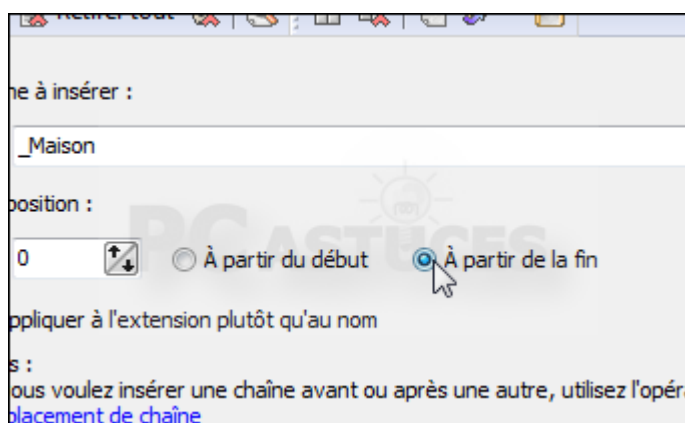 Retirer tout
ne à insérer :
_Maison
position :
PC ASTUCES
0 À partir du début À partir de la fin
ppliquer à l'extension plutôt qu'au nom
s :
ous voulez insérer une chaîne avant ou après une autre, utilisez l'opér
placement de chaîne